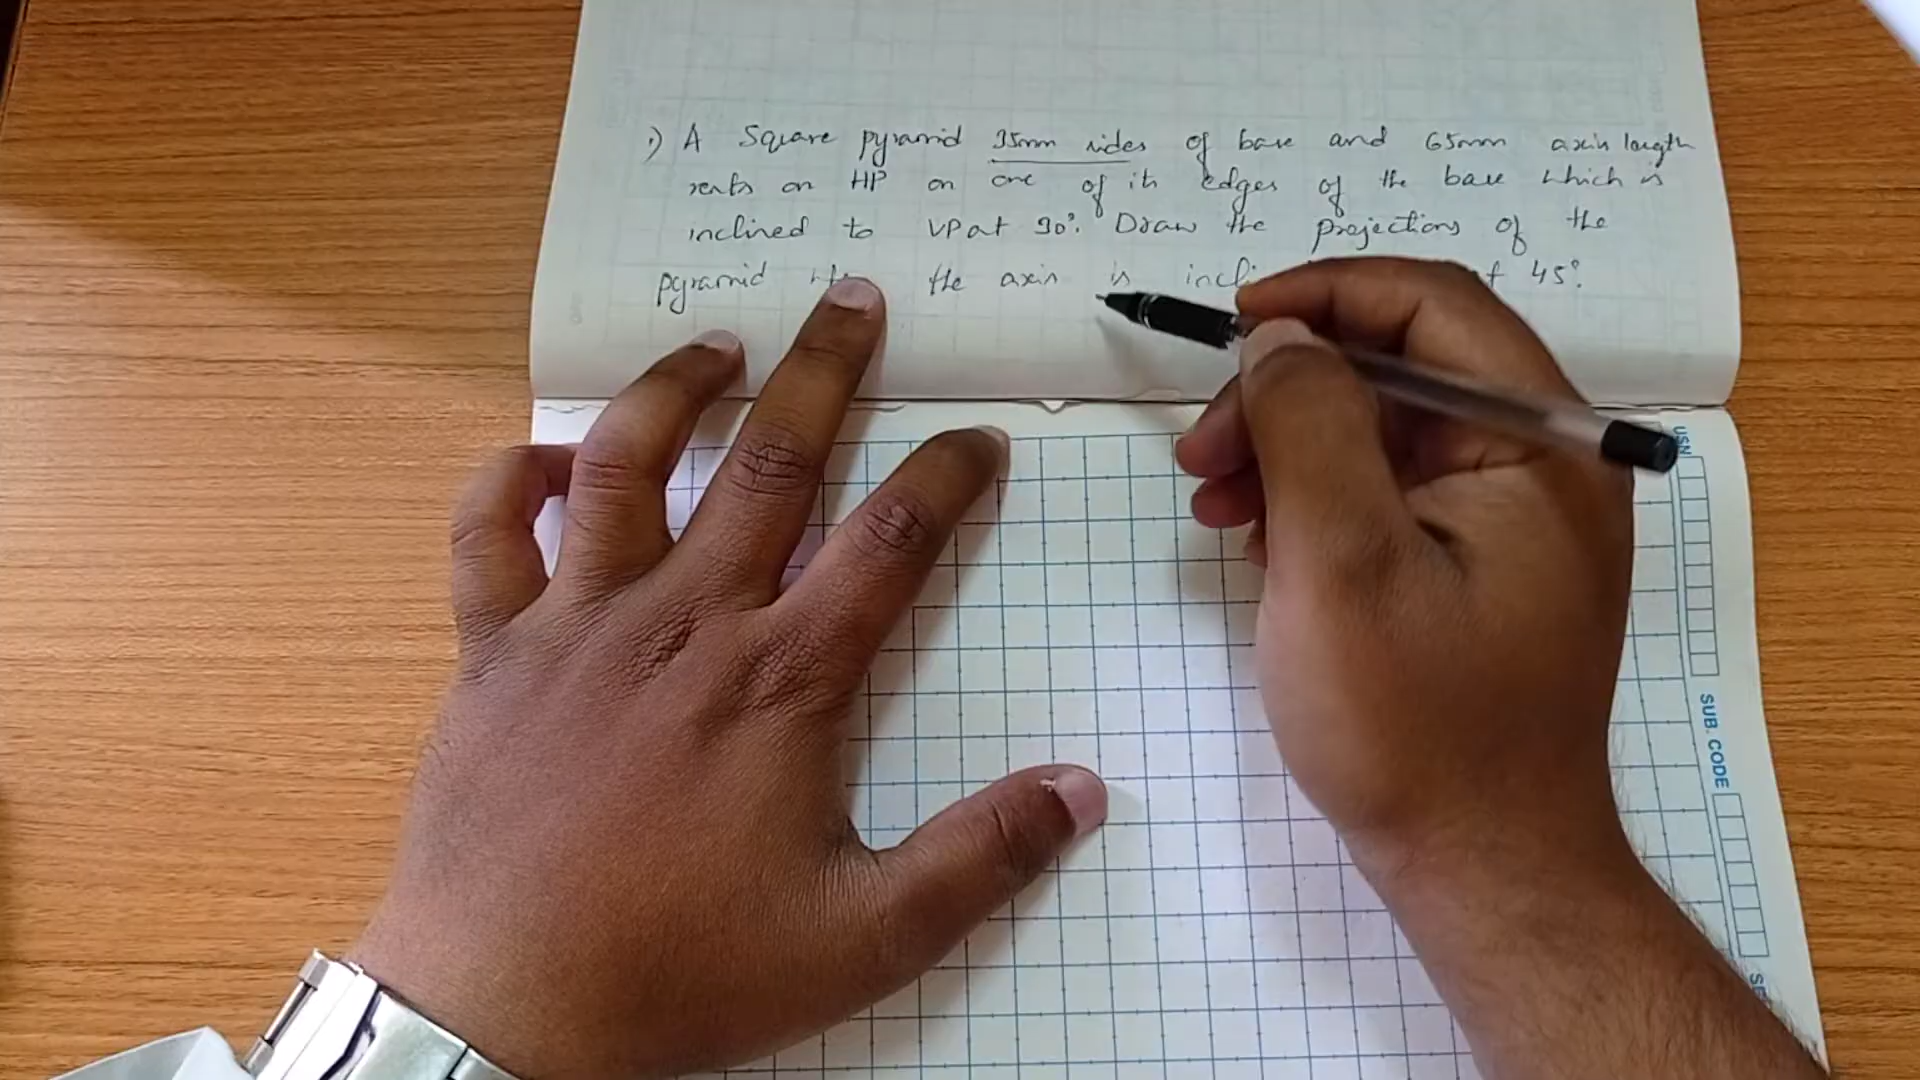 1) A Square pyramid 35mm sides of base and 65mm axis length
rests on HP on one of its edges of the base which is
inclined to VP at 30°. Draw the projections of the
pyramid the axis is 45°.
USN
SUB. CODE